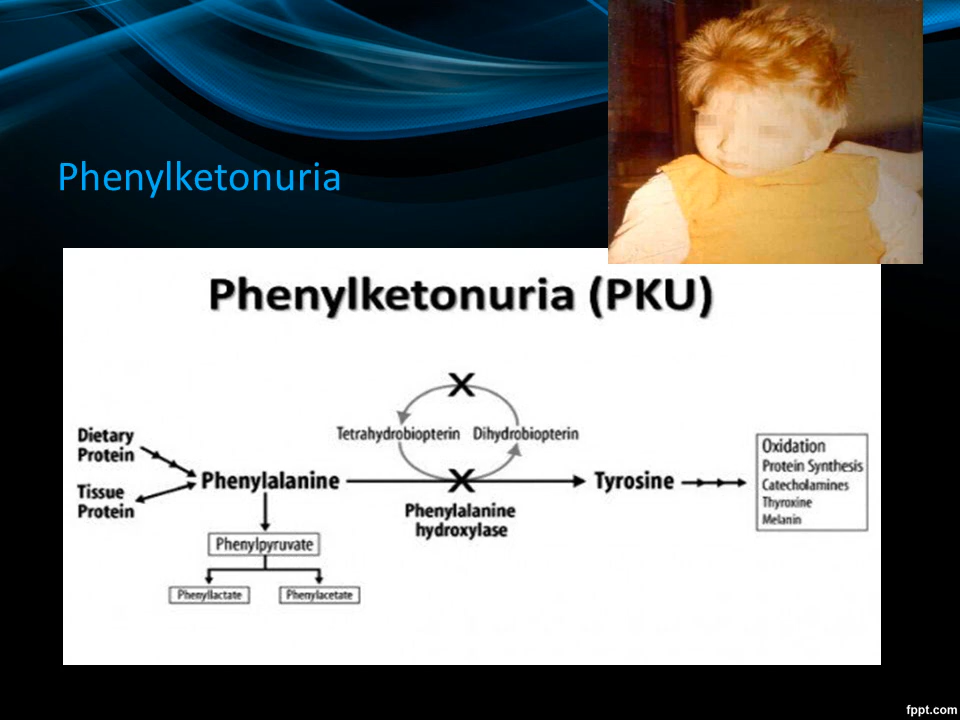 Phenylketonuria
Phenylketonuria (PKU)
Tetrahydrobiopterin Dihydrobiopterin
Dietary
Protein
Tissue
Protein
Phenylalanine
X
X
Phenylalanine
hydroxylase
Tyrosine
Oxidation
Protein Synthesis
Catecholamines
Thyroxine
Melanin
Phenylpyruvate
Phenyllactate
Phenylacetate
fppt.com